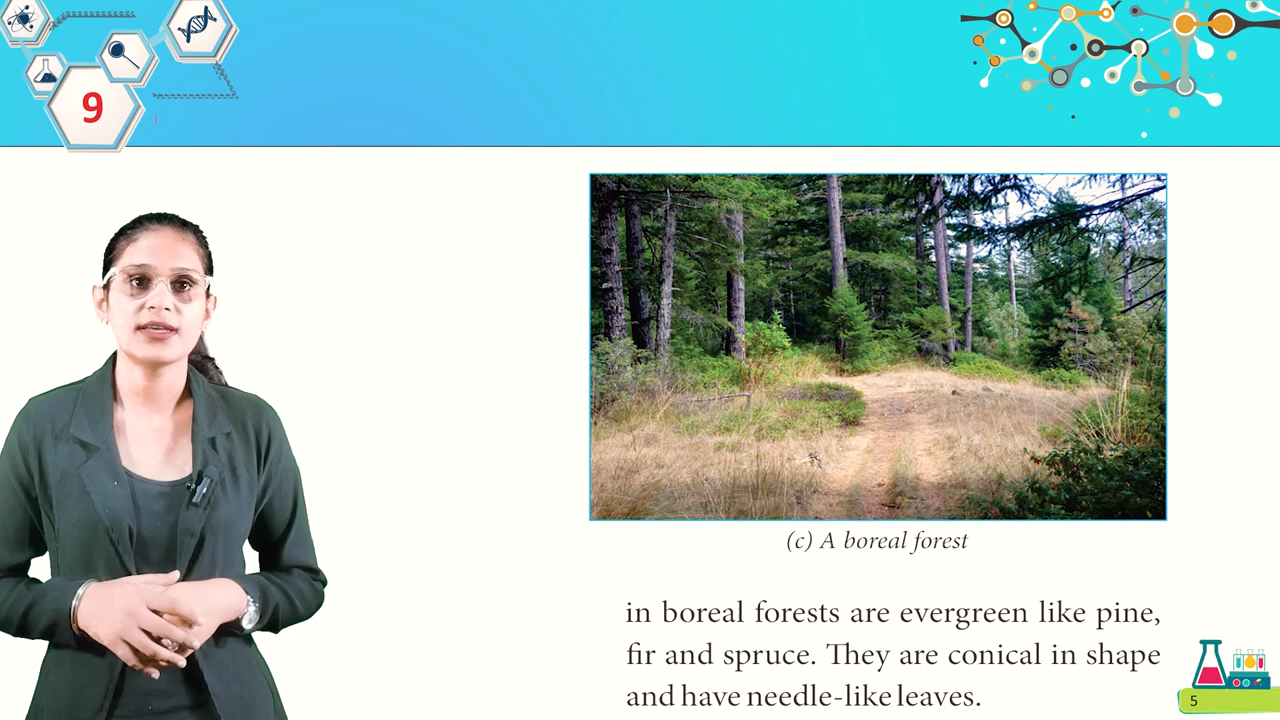 9
(c) A boreal forest
in boreal forests are evergreen like pine,
fir and spruce. They are conical in shape
and have needle-like leaves.
5